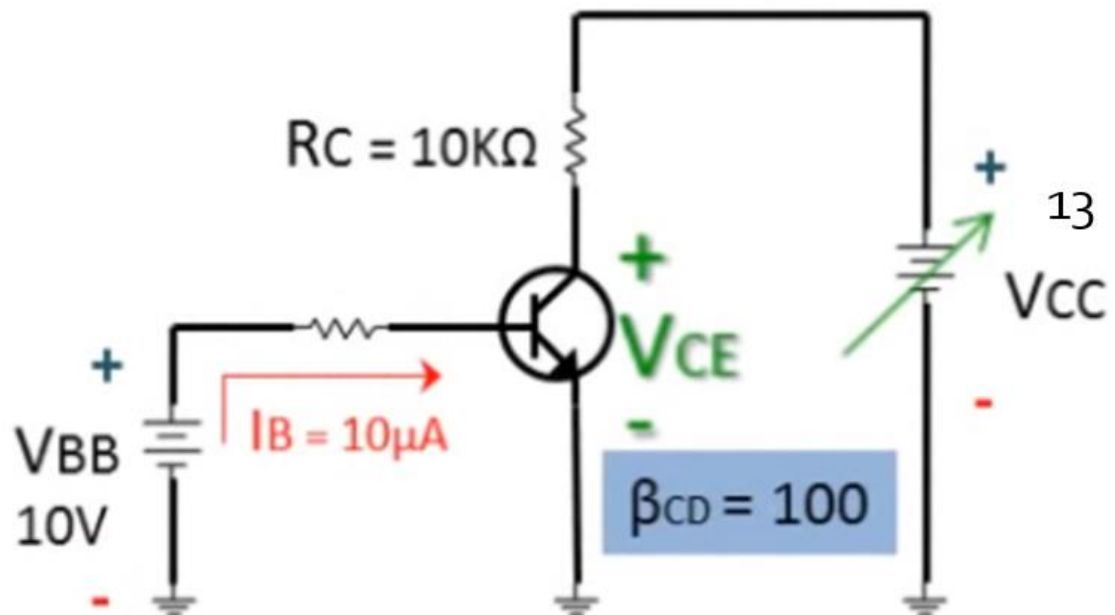 RC = 10KΩ
+
13
VCC
-
+
VCE
-
+
VBB
10V
-
IB = 10µA
βCD = 100